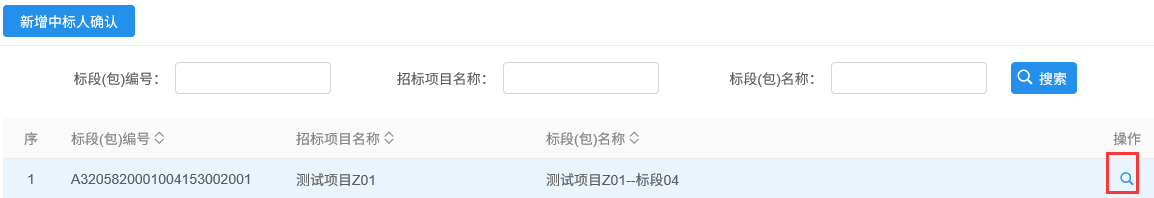 新增中标人确认
标段(包)编号： 招标项目名称： 标段(包)名称： 搜索
序 标段(包)编号 招标项目名称 标段(包)名称 操作
1 A3205820001004153002001 测试项目Z01 测试项目Z01--标段04